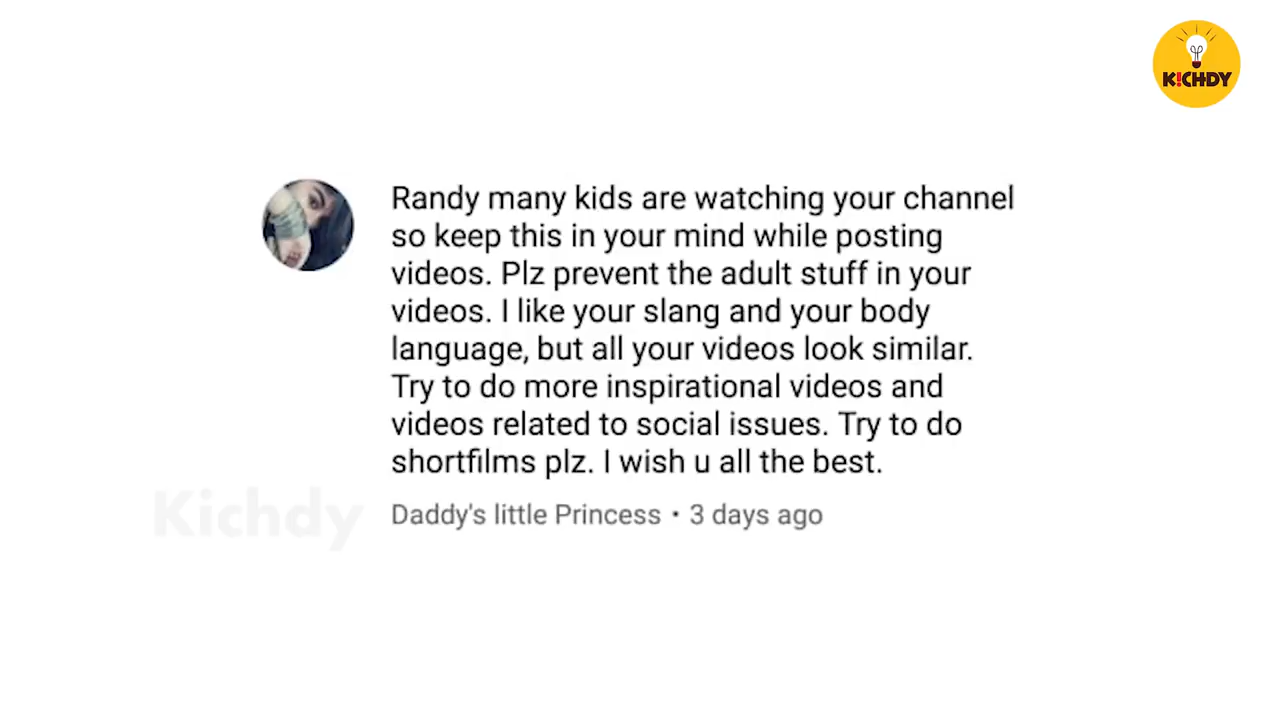 K!CHDY
Randy many kids are watching your channel
so keep this in your mind while posting
videos. Plz prevent the adult stuff in your
videos. I like your slang and your body
language, but all your videos look similar.
Try to do more inspirational videos and
videos related to social issues. Try to do
shortfilms plz. I wish u all the best.
Kichdy
Daddy's little Princess • 3 days ago